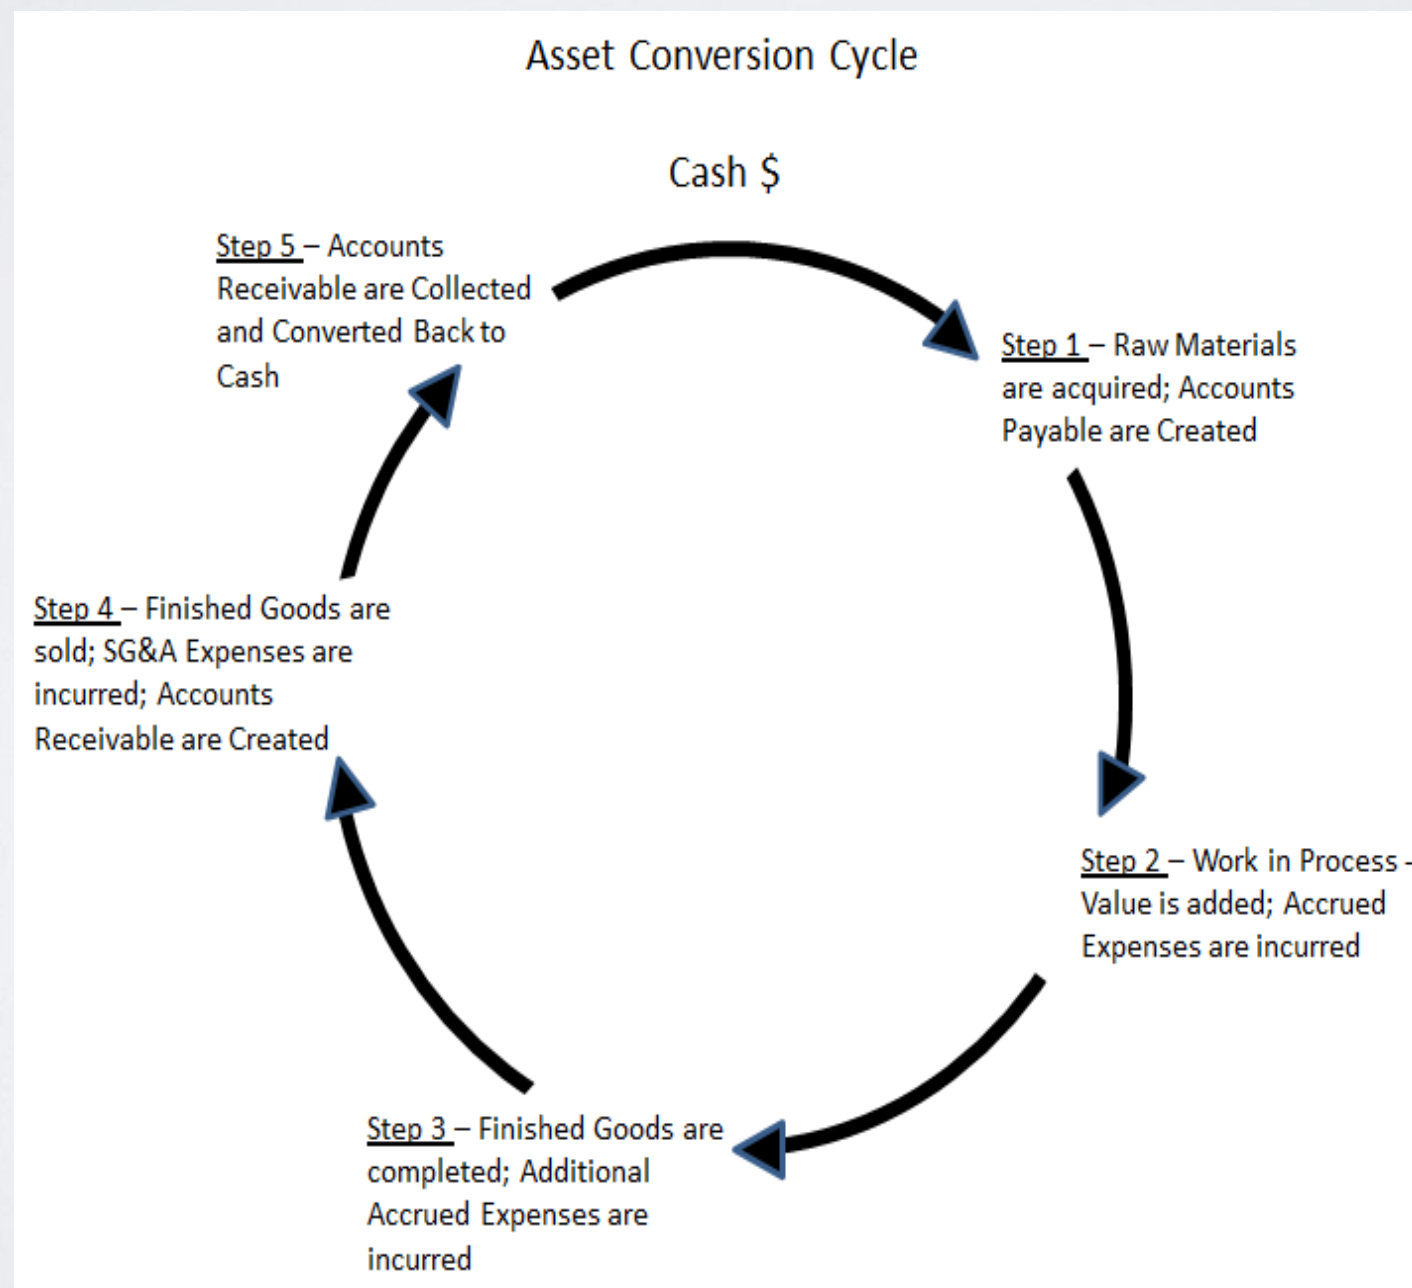 Asset Conversion Cycle
Cash $
Step 5 – Accounts
Receivable are Collected
and Converted Back to
Cash
Step 1 – Raw Materials
are acquired; Accounts
Payable are Created
Step 4 – Finished Goods are
sold; SG&A Expenses are
incurred; Accounts
Receivable are Created
Step 2 – Work in Process -
Value is added; Accrued
Expenses are incurred
Step 3 – Finished Goods are
completed; Additional
Accrued Expenses are
incurred